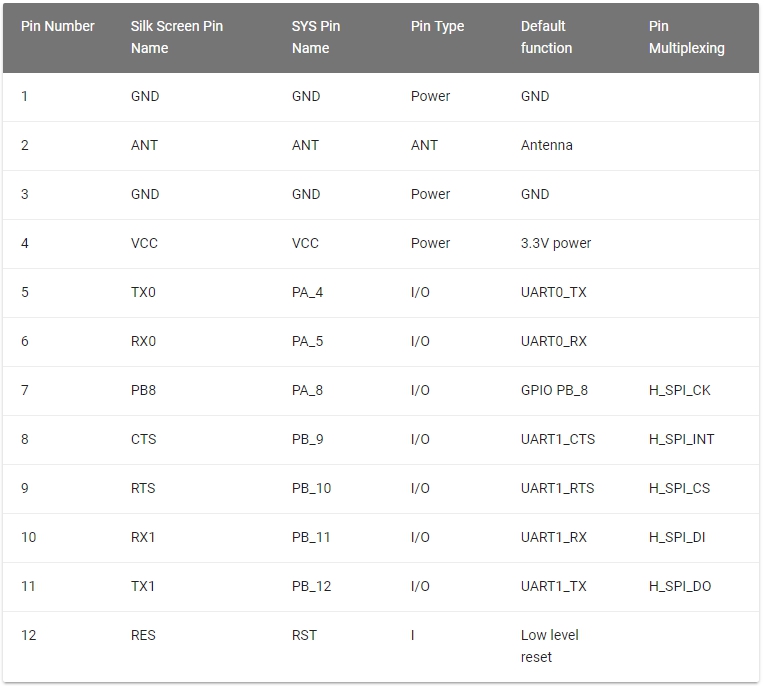 Pin Number Silk Screen Pin Name SYS Pin Name Pin Type Default function Pin Multiplexing
1 GND GND Power GND
2 ANT ANT ANT Antenna
3 GND GND Power GND
4 VCC VCC Power 3.3V power
5 TX0 PA_4 I/O UART0_TX
6 RX0 PA_5 I/O UART0_RX
7 PB8 PA_8 I/O GPIO PB_8 H_SPI_CK
8 CTS PB_9 I/O UART1_CTS H_SPI_INT
9 RTS PB_10 I/O UART1_RTS H_SPI_CS
10 RX1 PB_11 I/O UART1_RX H_SPI_DI
11 TX1 PB_12 I/O UART1_TX H_SPI_DO
12 RES RST I Low level reset